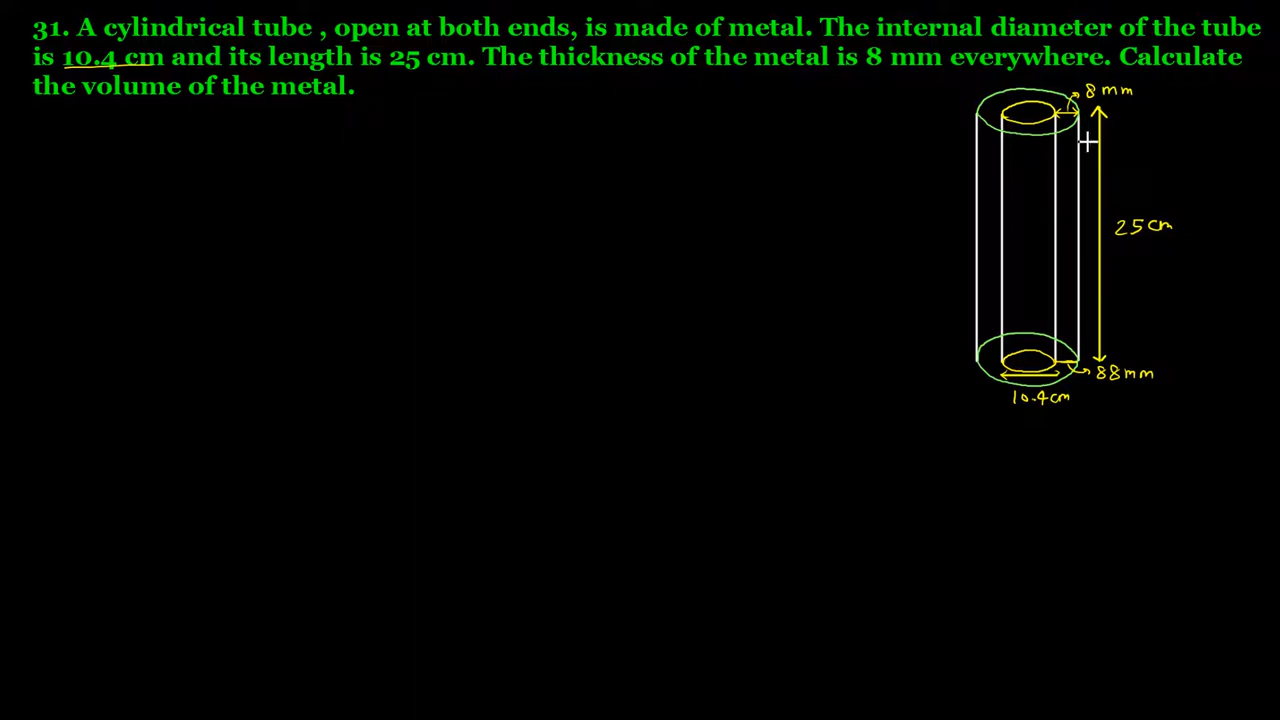 31. A cylindrical tube , open at both ends, is made of metal. The internal diameter of the tube
is 10.4 cm and its length is 25 cm. The thickness of the metal is 8 mm everywhere. Calculate
the volume of the metal.
8 mm
25 cm
88 mm
10.4 cm